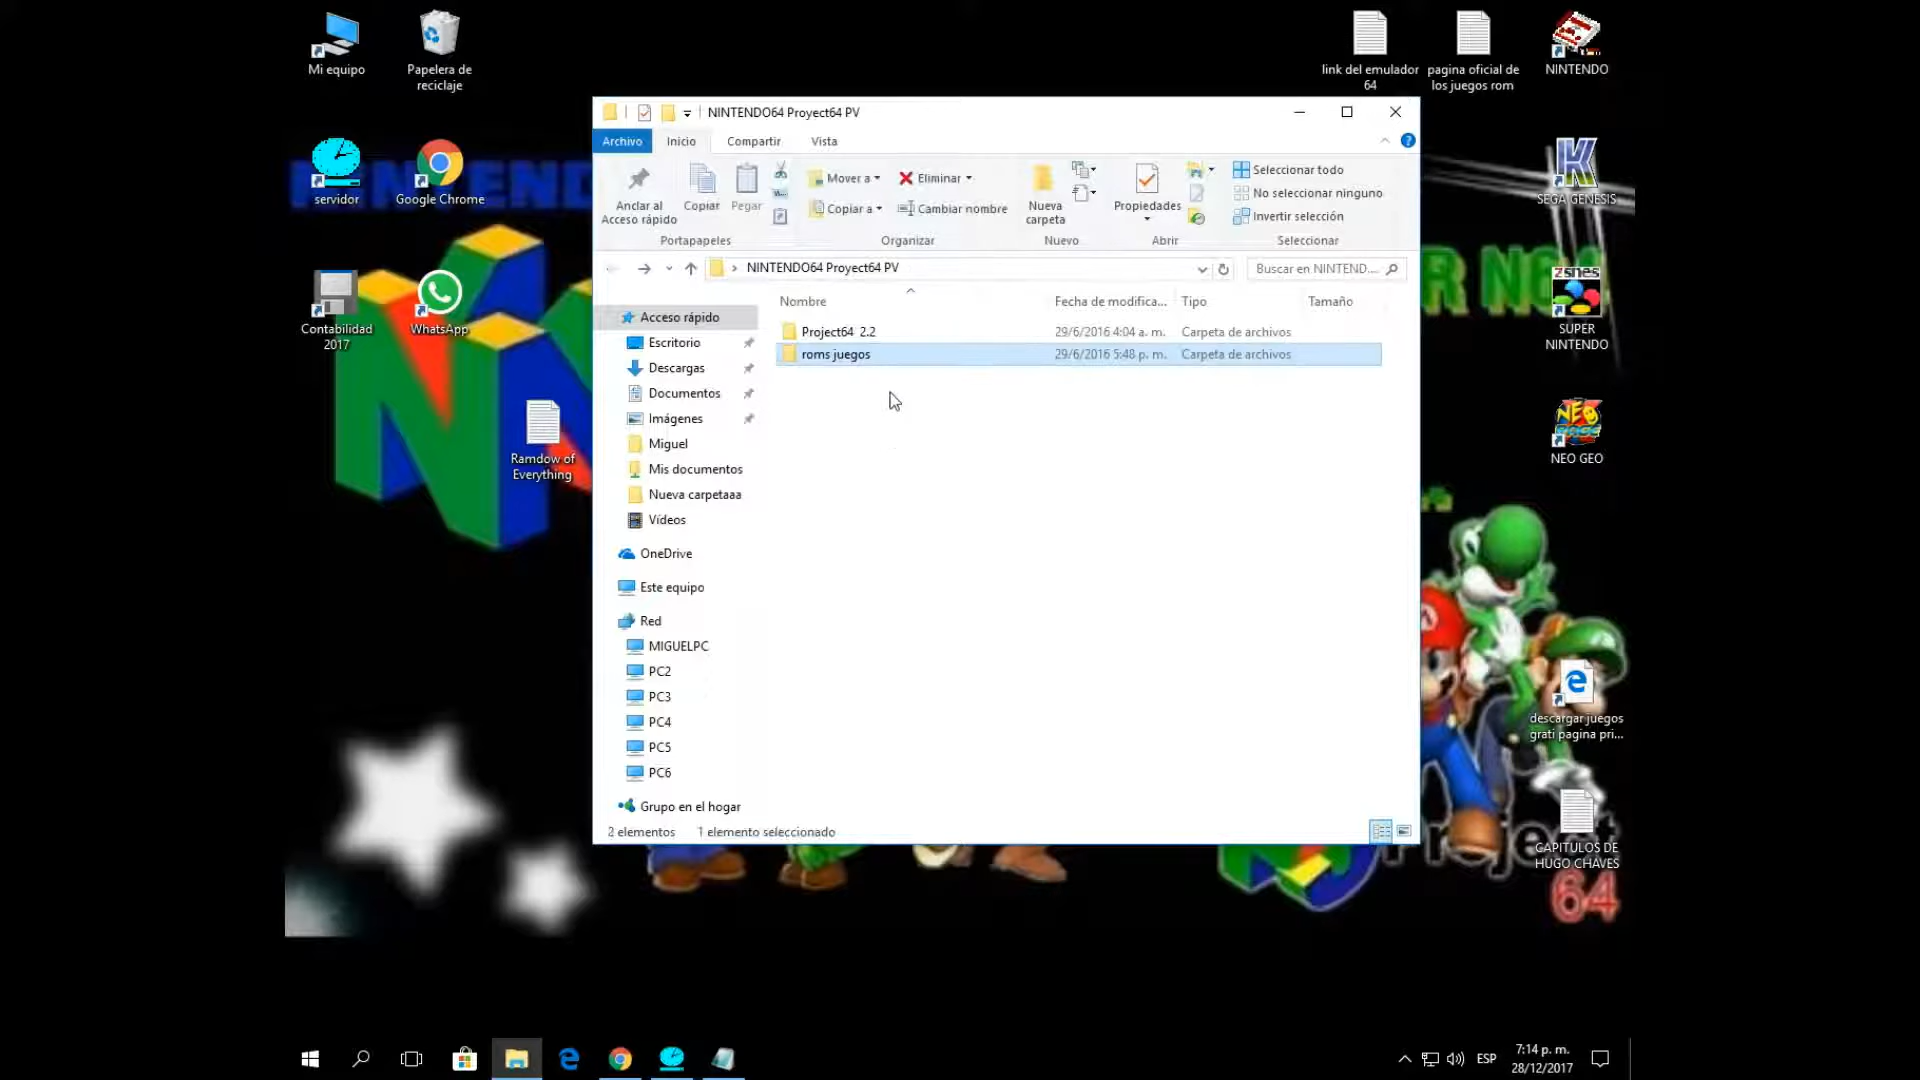 Mi equipo
Papelera de
reciclaje
link del emulador
64
pagina oficial de
los juegos rom
NINTENDO
servidor
Google Chrome
SEGA GENESIS
Contabilidad
2017
WhatsApp
zsnes
SUPER
NINTENDO
Ramdow of
Everything
NEO GEO
descargar juegos
grati pagina pri...
CAPITULOS DE
HUGO CHAVES
64
NINTENDO64 Proyect64 PV
Archivo
Inicio
Compartir
Vista
Anclar al
Acceso rápido
Copiar
Pegar
Mover a
Copiar a
Eliminar
Cambiar nombre
Nueva
carpeta
Propiedades
Seleccionar todo
No seleccionar ninguno
Invertir selección
Portapapeles
Organizar
Nuevo
Abrir
Seleccionar
NINTENDO64 Proyect64 PV
Buscar en NINTEND...
Nombre
Fecha de modifica...
Tipo
Tamaño
Project64 2.2 29/6/2016 4:04 a. m. Carpeta de archivos
roms juegos 29/6/2016 5:48 p. m. Carpeta de archivos
Acceso rápido
Escritorio
Descargas
Documentos
Imágenes
Miguel
Mis documentos
Nueva carpetaaa
Vídeos
OneDrive
Este equipo
Red
MIGUELPC
PC2
PC3
PC4
PC5
PC6
Grupo en el hogar
2 elementos
1 elemento seleccionado
ESP
7:14 p. m.
28/12/2017